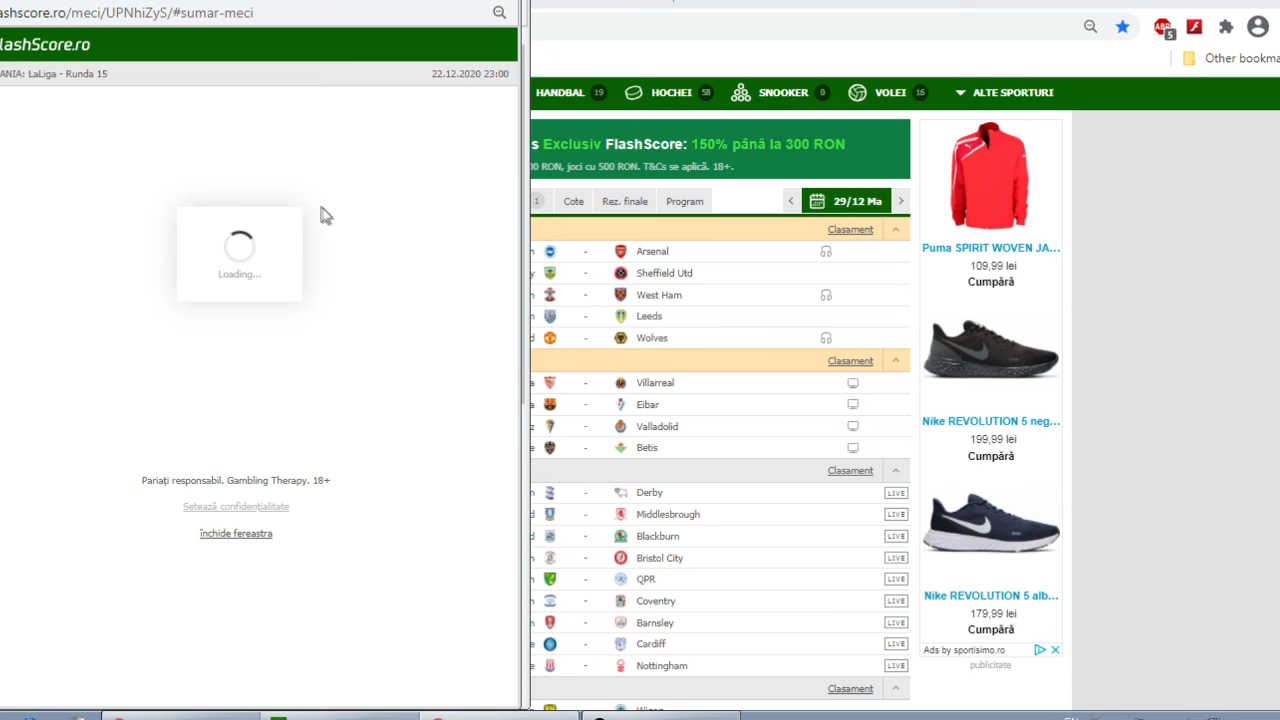 ashscore.ro/meci/UPNhiZyS/#sumar-meci
lashScore.ro
ANIA: LaLiga - Runda 15
22.12.2020 23:00
Loading...
Pariați responsabil. Gambling Therapy. 18+
Setează confidențialitate
închide fereastra
ABP
5
Other bookma
HANDBAL 19
HOCHEI 58
SNOOKER 0
VOLEI 16
ALTE SPORTURI
s Exclusiv FlashScore: 150% până la 300 RON
00 RON, joci cu 500 RON. T&Cs se aplică. 18+.
1
Cote
Rez. finale
Program
29/12 Ma
Clasament
n - Arsenal
y - Sheffield Utd
n - West Ham
n - Leeds
d - Wolves
Clasament
a - Villarreal
a - Eibar
z - Valladolid
e - Betis
Clasament
n - Derby LIVE
d - Middlesbrough LIVE
d - Blackburn LIVE
n - Bristol City LIVE
h - QPR LIVE
n - Coventry LIVE
n - Barnsley LIVE
e - Cardiff LIVE
e - Nottingham LIVE
Clasament
Puma SPIRIT WOVEN JA...
109,99 lei
Cumpără
Nike REVOLUTION 5 neg...
199,99 lei
Cumpără
Nike REVOLUTION 5 alb...
179,99 lei
Cumpără
Ads by sportisimo.ro
publicitate